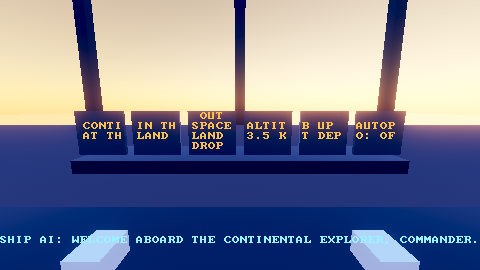 CONTI
AT TH
IN TH
LAND
OUT
SPACE
LAND
DROP
ALTIT
3.5 K
B UP
T DEP
AUTOP
O: OF
SHIP AI: WELCOME ABOARD THE CONTINENTAL EXPLORER, COMMANDER.